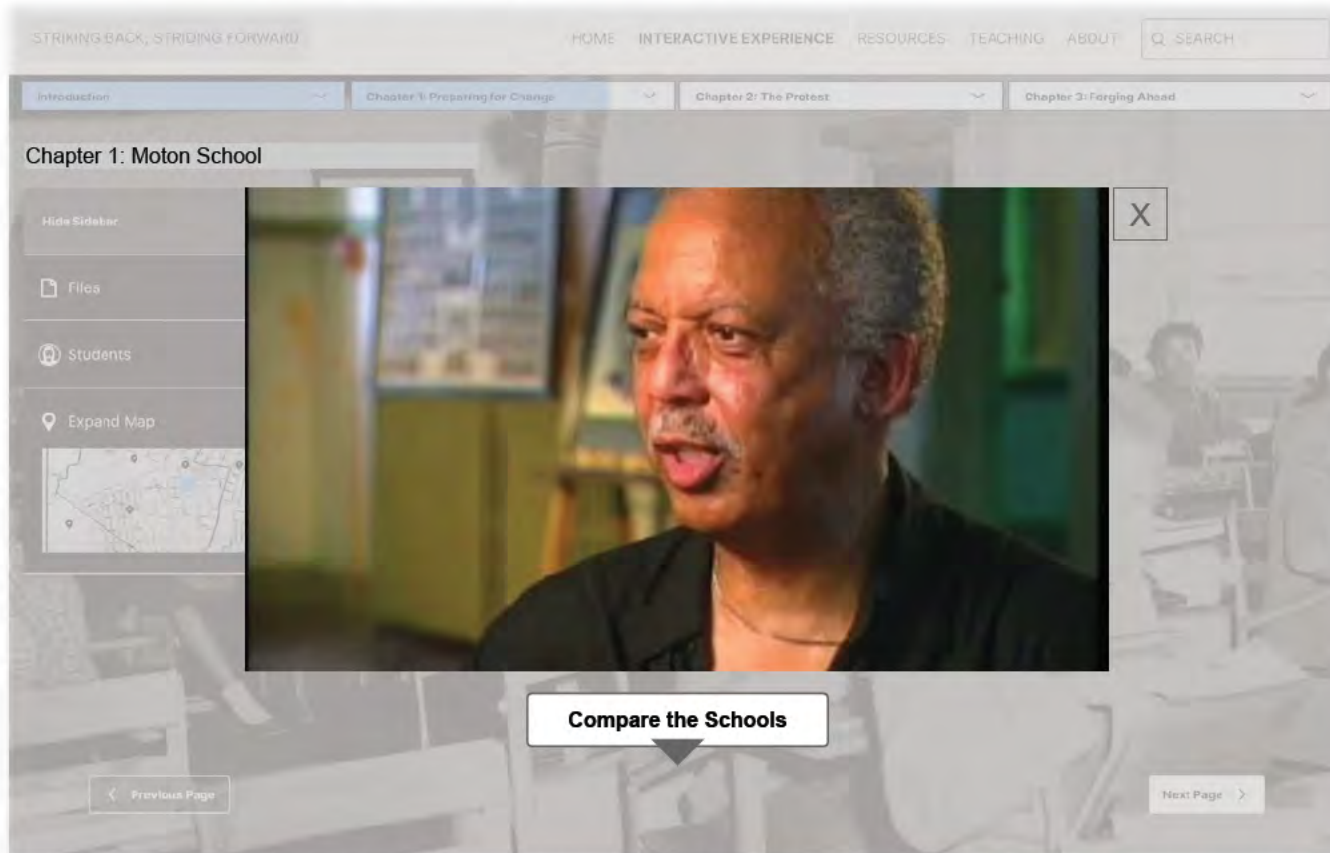 STRIKING BACK, STRIDING FORWARD
HOME INTERACTIVE EXPERIENCE RESOURCES TEACHING ABOUT SEARCH
Introduction Chapter 1: Preparing for Change Chapter 2: The Protest Chapter 3: Forging Ahead
Chapter 1: Moton School
X
Hide Sidebar
Files
Students
Expand Map
Compare the Schools
Previous Page
Next Page